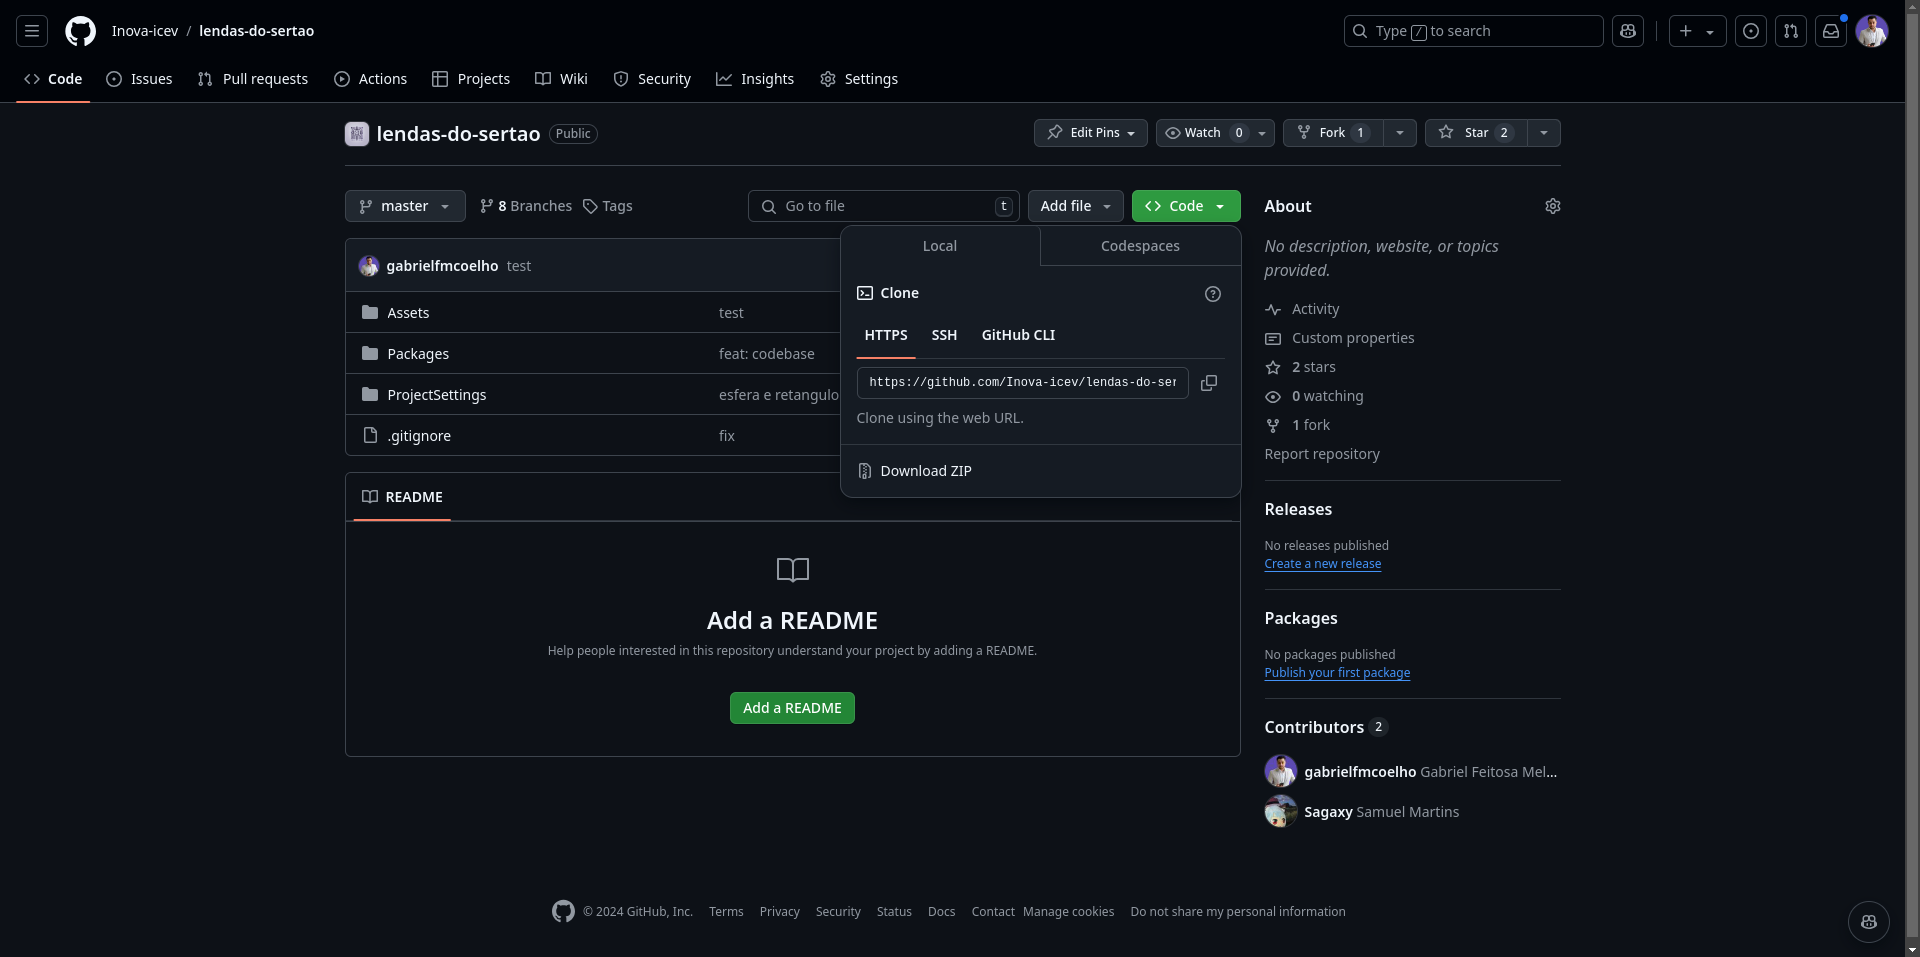 Inova-icev / lendas-do-sertao
Type / to search
Code Issues Pull requests Actions Projects Wiki Security Insights Settings
lendas-do-sertao Public
Edit Pins Watch 0 Fork 1 Star 2
master 8 Branches Tags Go to file t Add file Code
gabrielfmcoelho test
Assets test
Packages feat: codebase
ProjectSettings esfera e retangulo
.gitignore fix
Local Codespaces
Clone
HTTPS SSH GitHub CLI
https://github.com/Inova-icev/lendas-do-ser
Clone using the web URL.
Download ZIP
README
Add a README
Help people interested in this repository understand your project by adding a README.
Add a README
About
No description, website, or topics
provided.
Activity
Custom properties
2 stars
0 watching
1 fork
Report repository
Releases
No releases published
Create a new release
Packages
No packages published
Publish your first package
Contributors 2
gabrielfmcoelho Gabriel Feitosa Mel...
Sagaxy Samuel Martins
© 2024 GitHub, Inc. Terms Privacy Security Status Docs Contact Manage cookies Do not share my personal information